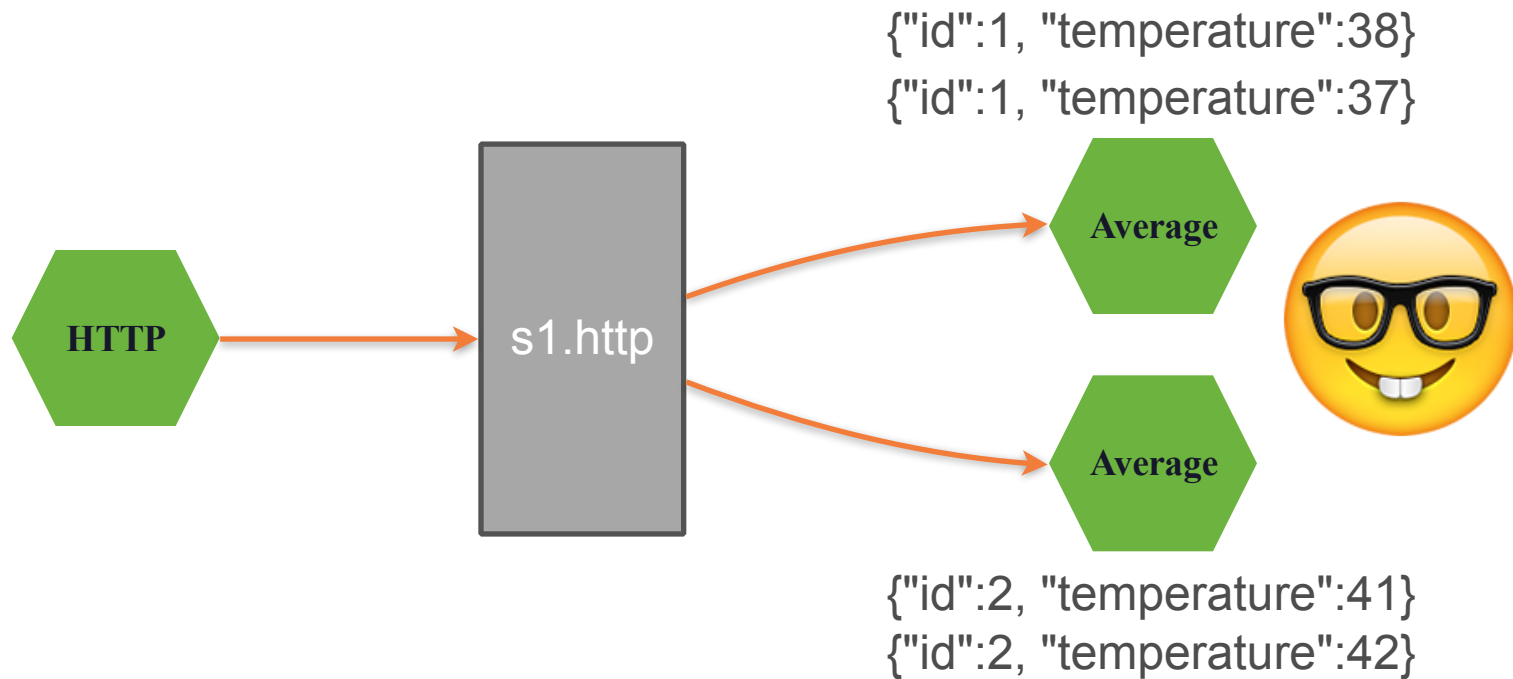 {"id":1, "temperature":38}
{"id":1, "temperature":37}
Average
HTTP
s1.http
Average
{"id":2, "temperature":41}
{"id":2, "temperature":42}